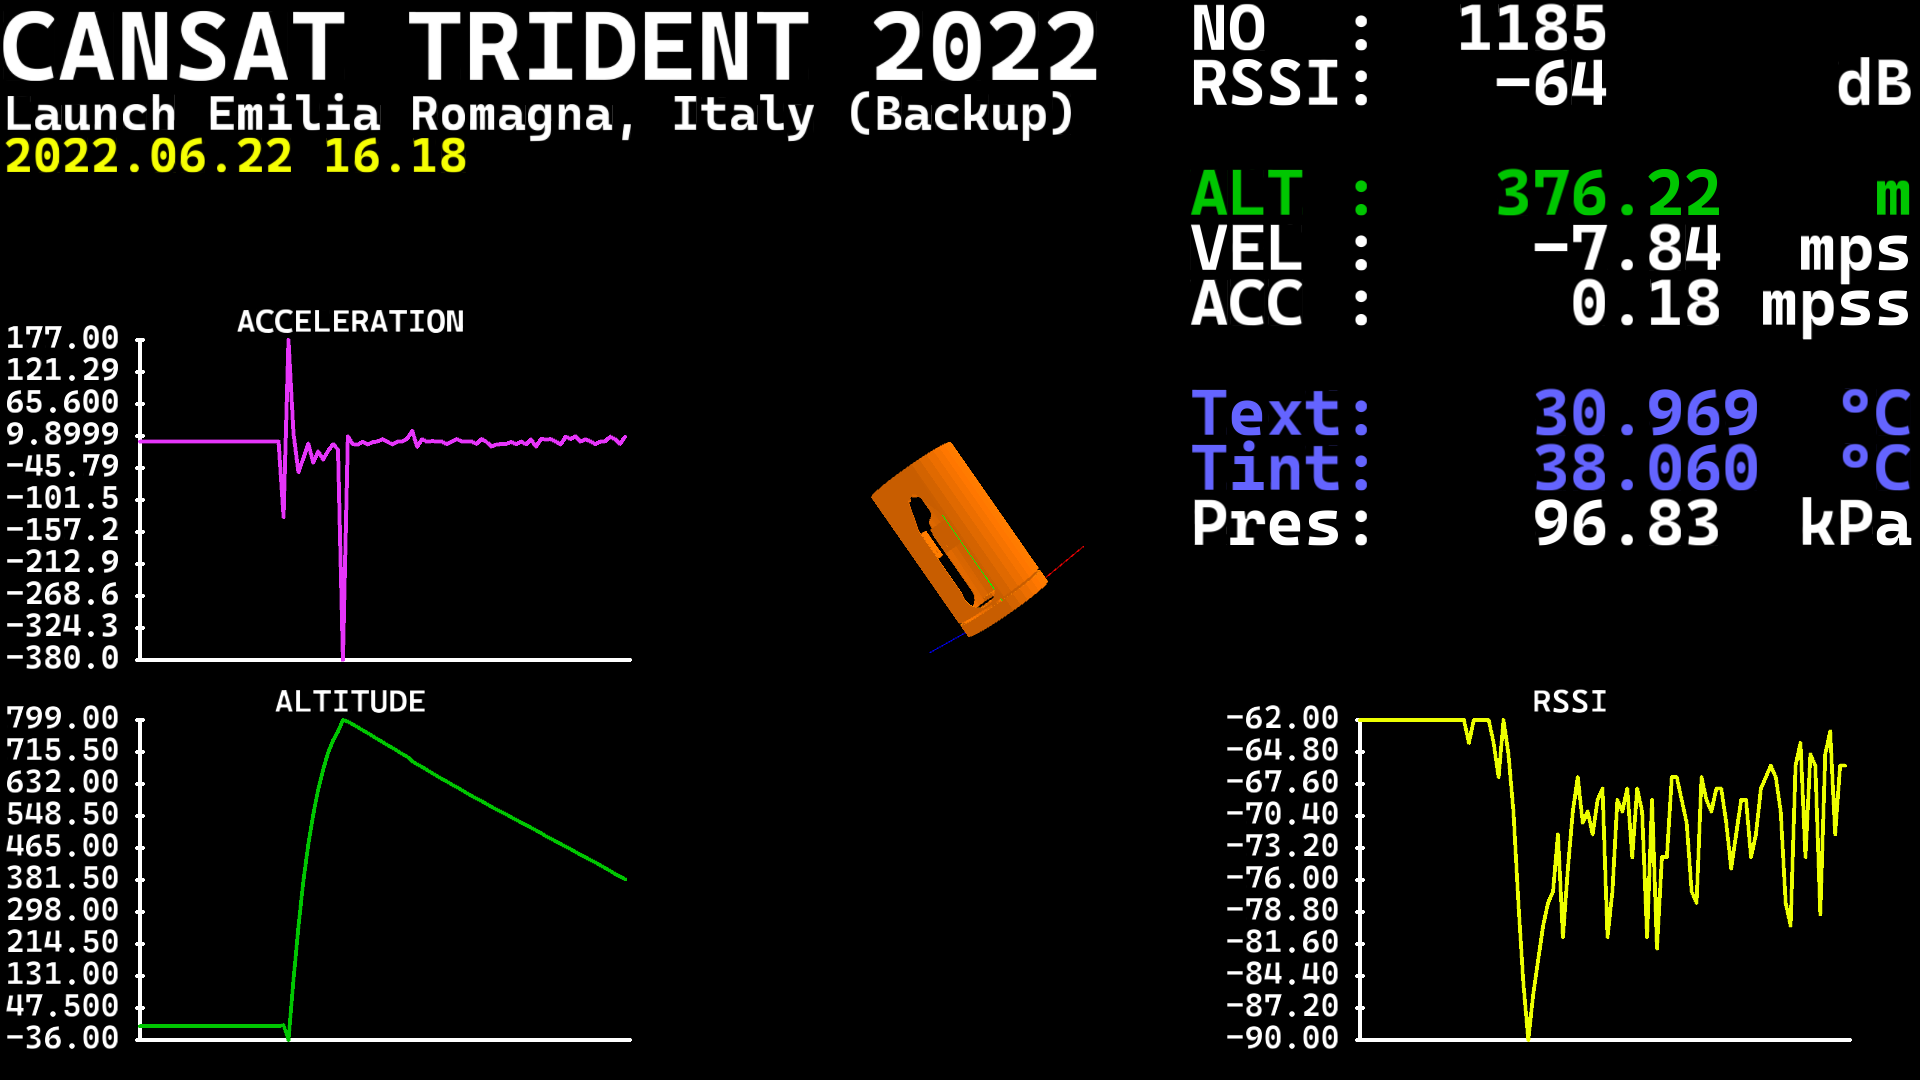 CANSAT TRIDENT 2022
Launch Emilia Romagna, Italy (Backup)
2022.06.22 16.18
NO : 1185
RSSI: -64 dB
ALT : 376.22 m
VEL : -7.84 mps
ACC : 0.18 mpss
Text: 30.969 °C
Tint: 38.060 °C
Pres: 96.83 kPa
ACCELERATION
177.00
121.29
65.600
9.8999
-45.79
-101.5
-157.2
-212.9
-268.6
-324.3
-380.0
ALTITUDE
799.00
715.50
632.00
548.50
465.00
381.50
298.00
214.50
131.00
47.500
-36.00
RSSI
-62.00
-64.80
-67.60
-70.40
-73.20
-76.00
-78.80
-81.60
-84.40
-87.20
-90.00